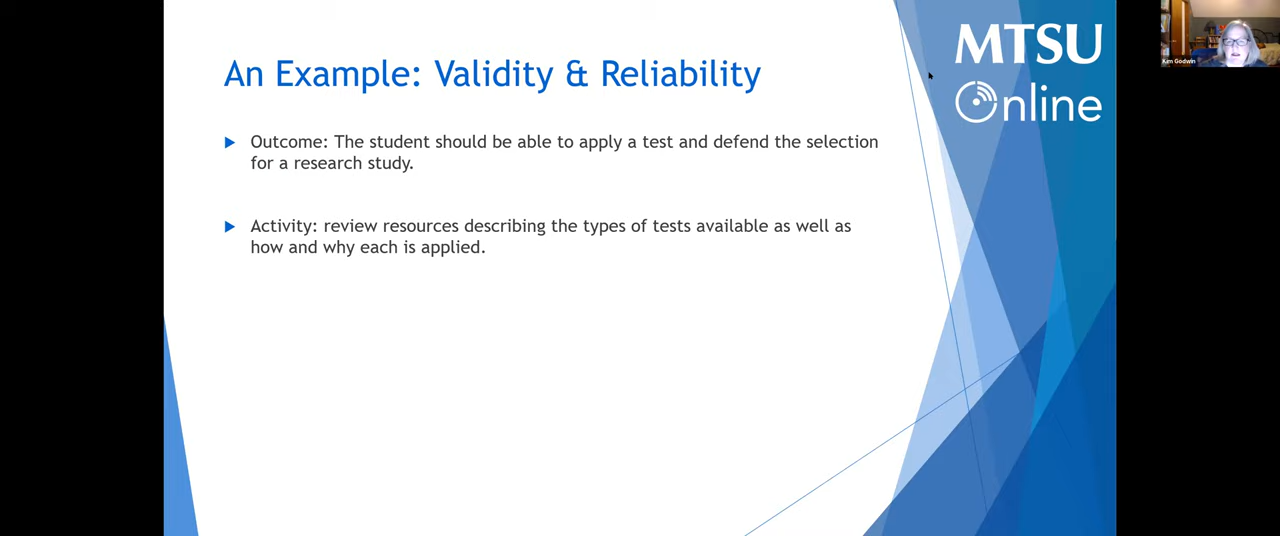 An Example: Validity & Reliability
Outcome: The student should be able to apply a test and defend the selection
for a research study.
Activity: review resources describing the types of tests available as well as
how and why each is applied.
MTSU
Online
Kim Godwin